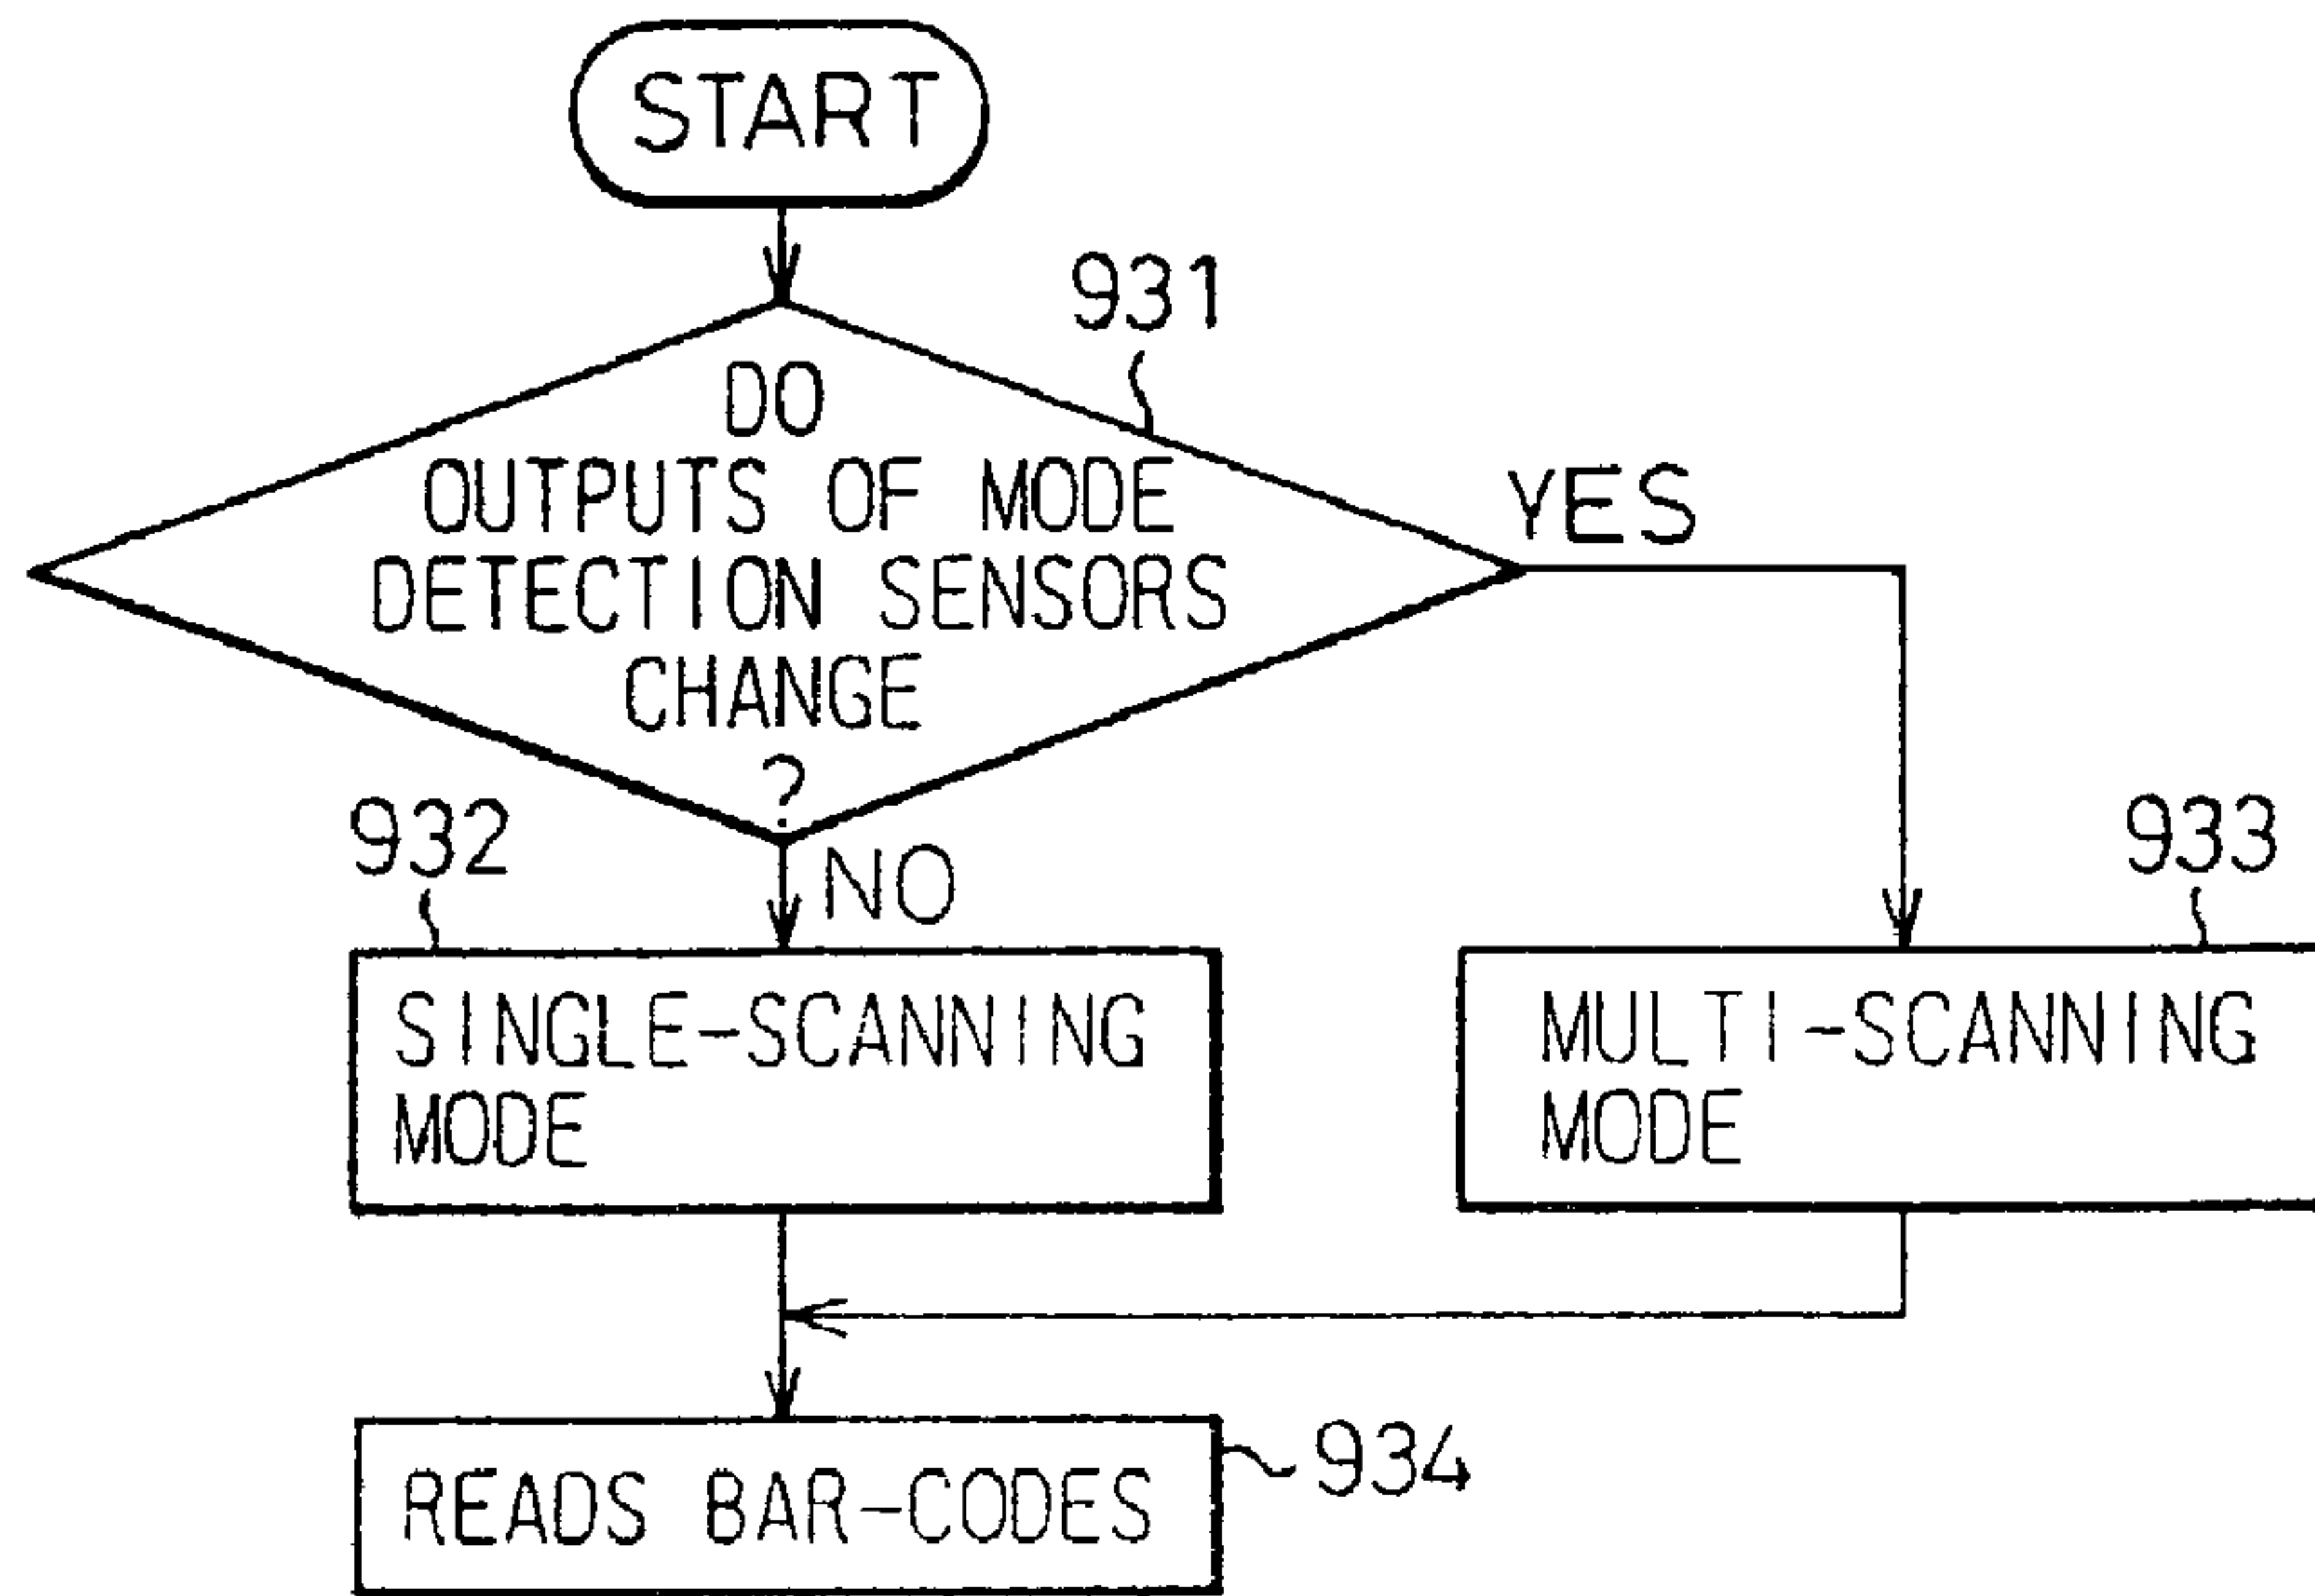 START
931
DO
OUTPUTS OF MODE
DETECTION SENSORS
CHANGE
?
YES
NO
932
SINGLE-SCANNING
MODE
933
MULTI-SCANNING
MODE
READS BAR-CODES
934